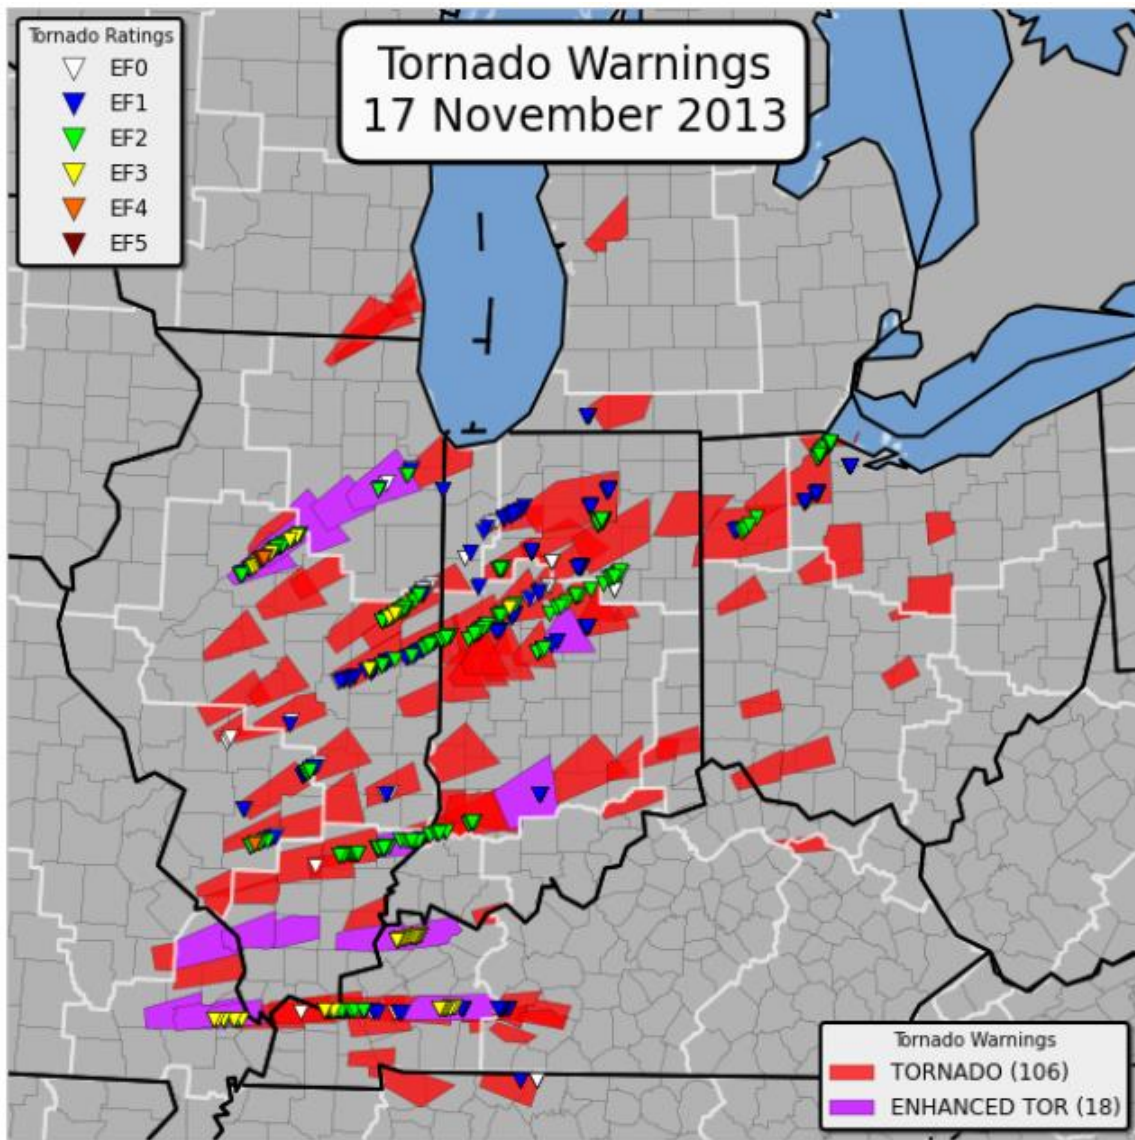 Tornado Ratings
EF0
EF1
EF2
EF3
EF4
EF5
Tornado Warnings
17 November 2013
Tornado Warnings
TORNADO (106)
ENHANCED TOR (18)